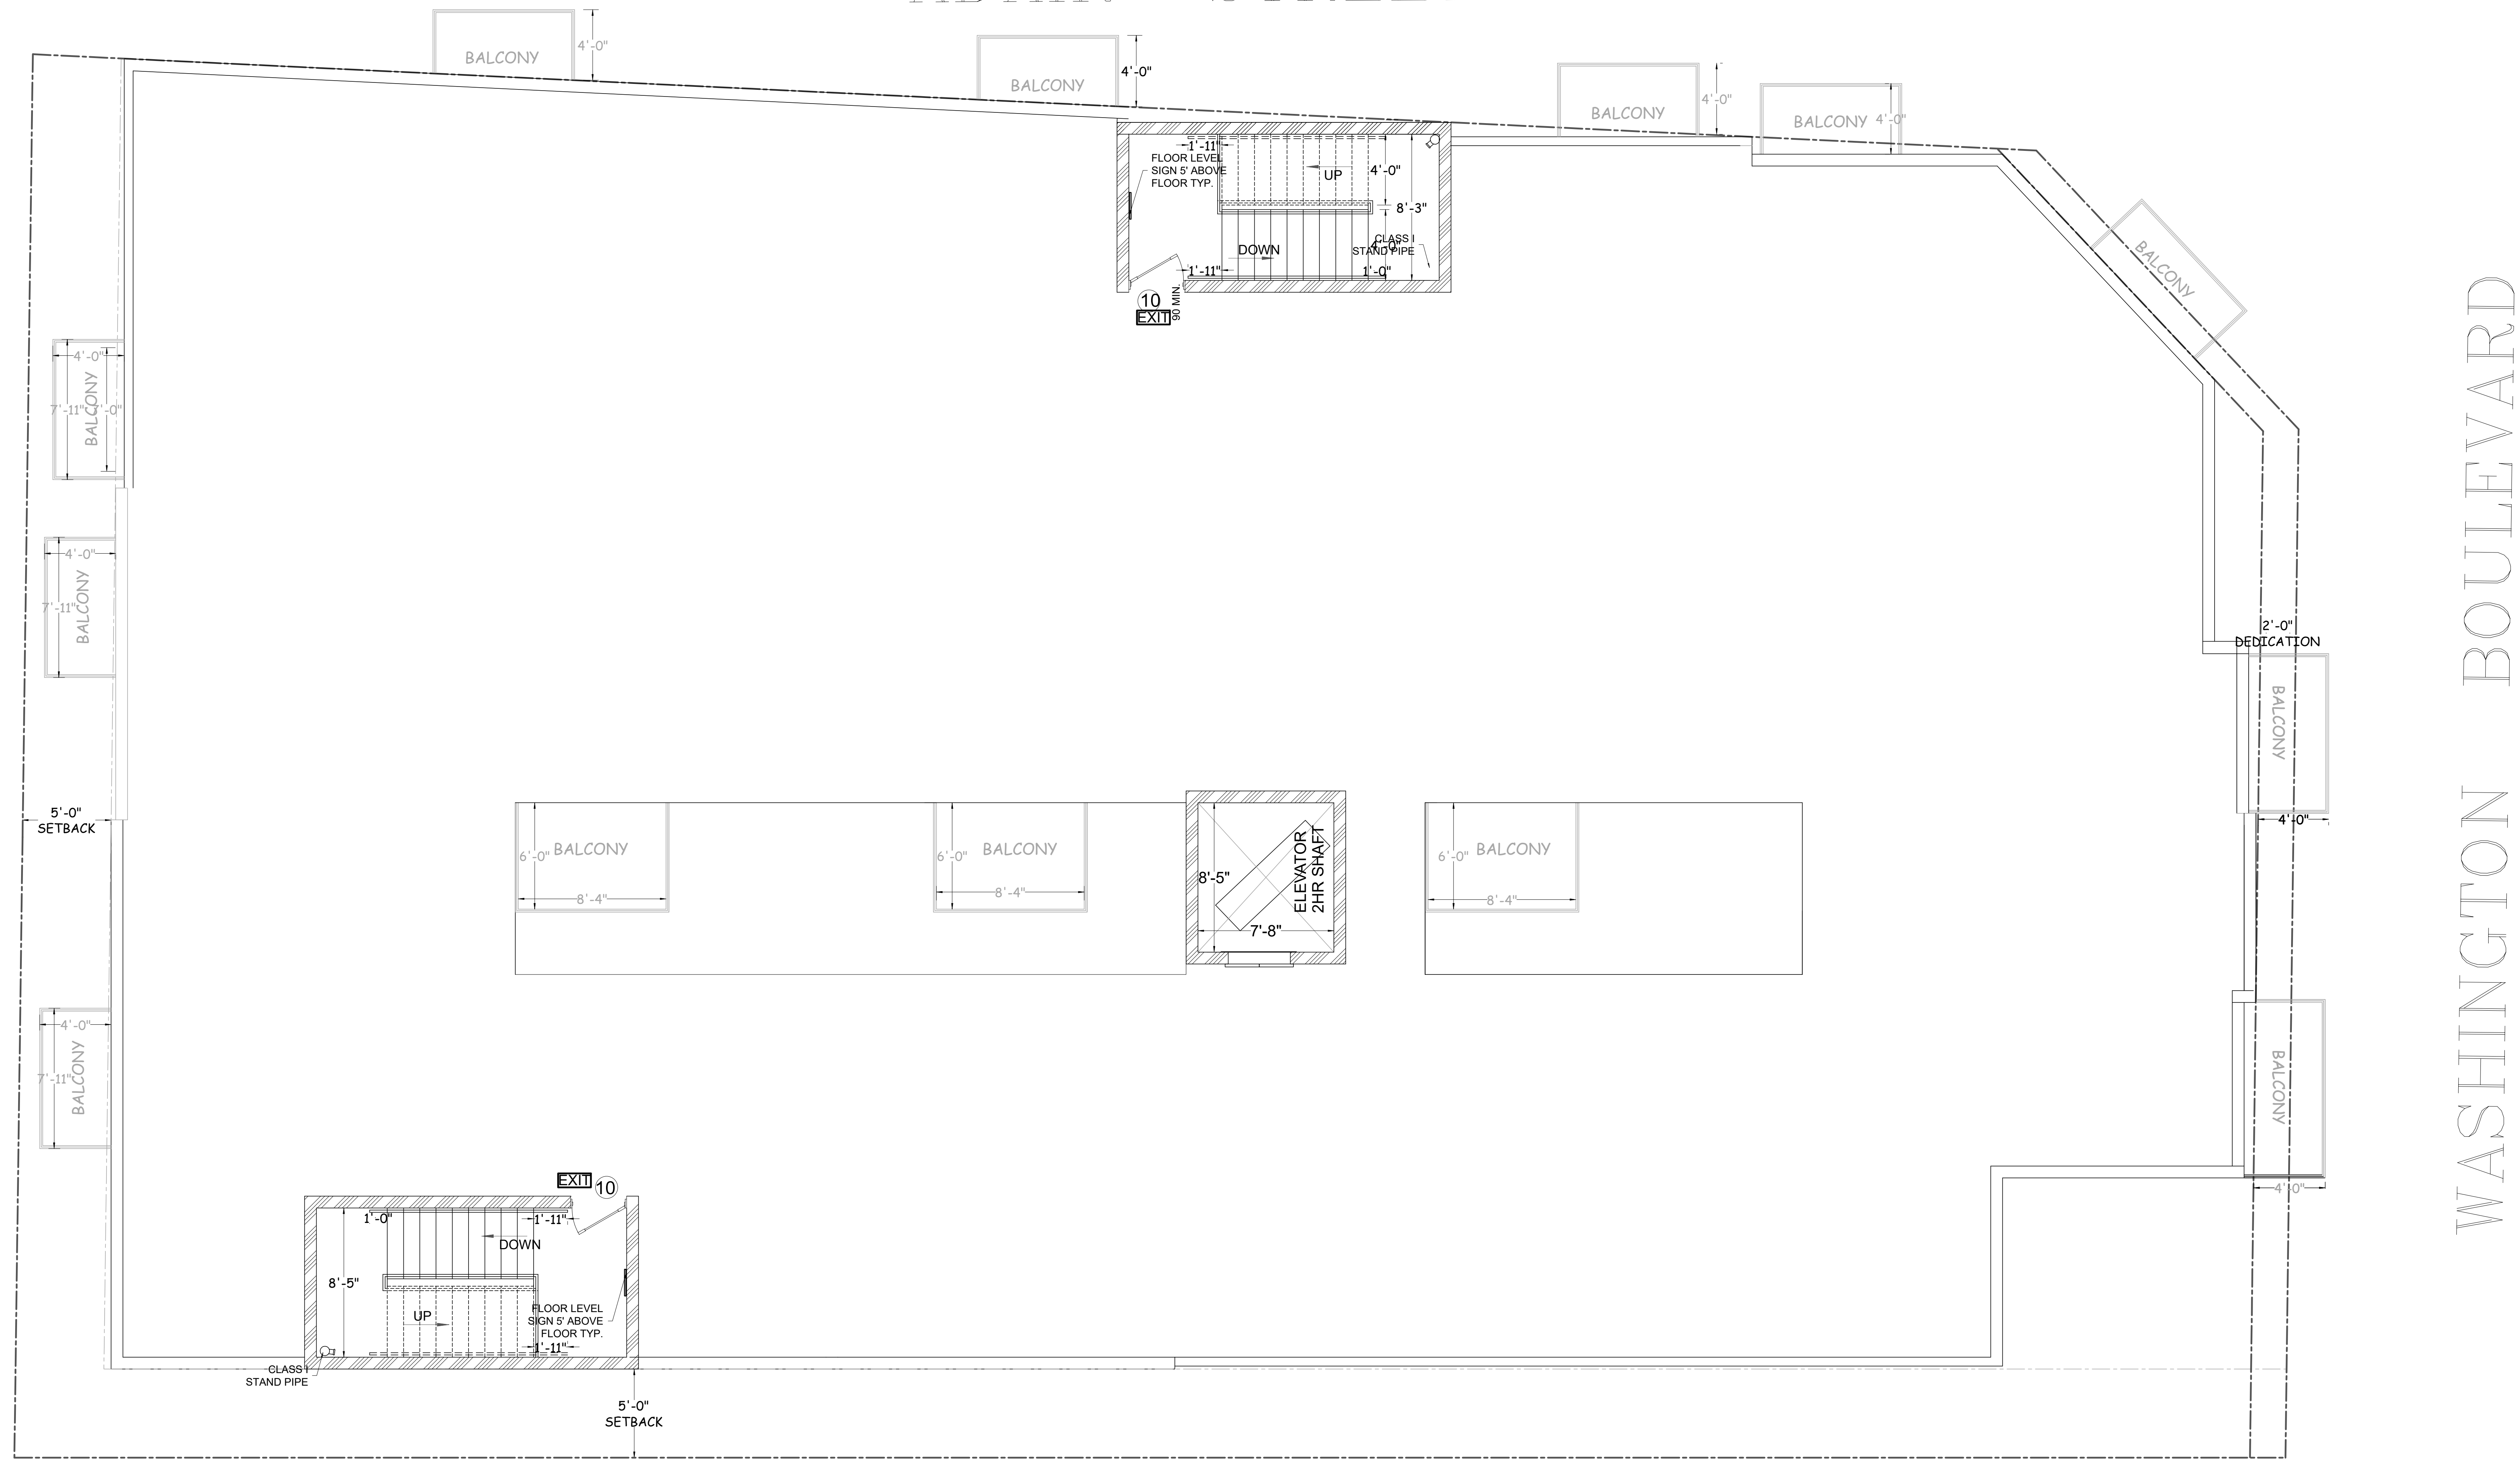 BALCONY
4'-0"
BALCONY
4'-0"
BALCONY
4'-0"
BALCONY
4'-0"
1'-11"
FLOOR LEVEL
SIGN 5' ABOVE
FLOOR TYP.
UP
4'-0"
8'-3"
DOWN
4'-0"
CLASS I
STAND PIPE
1'-11"
1'-0"
10
EXIT
90 MIN.
BALCONY
4'-0"
7'-11"
7'-0"
BALCONY
4'-0"
7'-11"
BALCONY
2'-0"
DEDICATION
BALCONY
4'-0"
WASHINGTON BOULEVARD
5'-0"
SETBACK
6'-0"
BALCONY
8'-4"
6'-0"
BALCONY
8'-4"
8'-5"
ELEVATOR
2HR SHAFT
7'-8"
6'-0"
BALCONY
8'-4"
4'-0"
7'-11"
BALCONY
BALCONY
4'-0"
EXIT
10
1'-0"
1'-11"
DOWN
8'-5"
UP
FLOOR LEVEL
SIGN 5' ABOVE
FLOOR TYP.
1'-11"
CLASS I
STAND PIPE
5'-0"
SETBACK